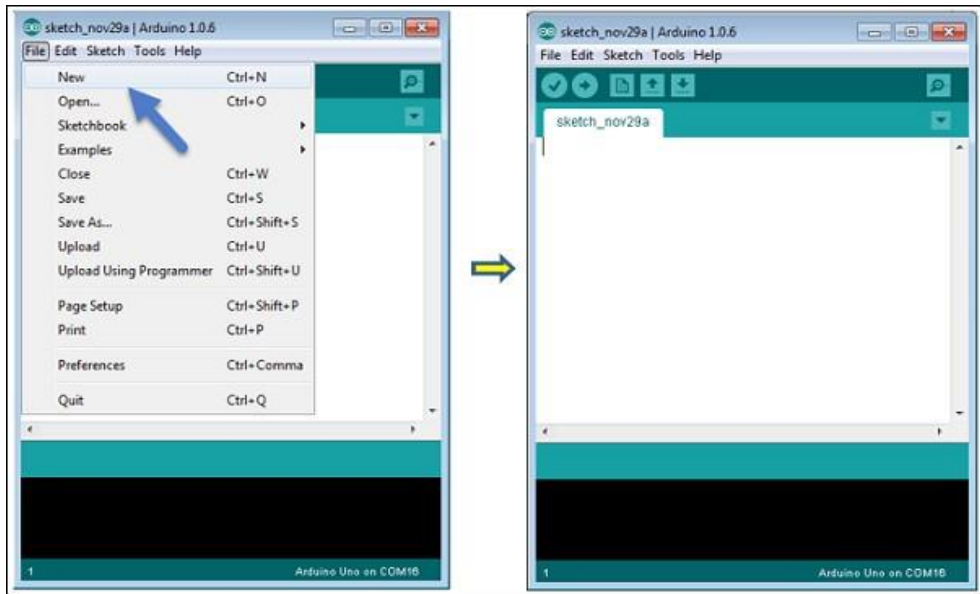 sketch_nov29a | Arduino 1.0.6
File Edit Sketch Tools Help
New Ctrl+N
Open... Ctrl+O
Sketchbook
Examples
Close Ctrl+W
Save Ctrl+S
Save As... Ctrl+Shift+S
Upload Ctrl+U
Upload Using Programmer Ctrl+Shift+U
Page Setup Ctrl+Shift+P
Print Ctrl+P
Preferences Ctrl+Comma
Quit Ctrl+Q
1 Arduino Uno on COM16
sketch_nov29a | Arduino 1.0.6
File Edit Sketch Tools Help
sketch_nov29a
1 Arduino Uno on COM16